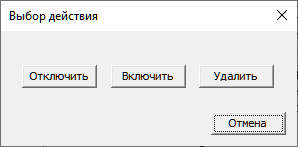 Выбор действия
Отключить Включить Удалить
Отмена